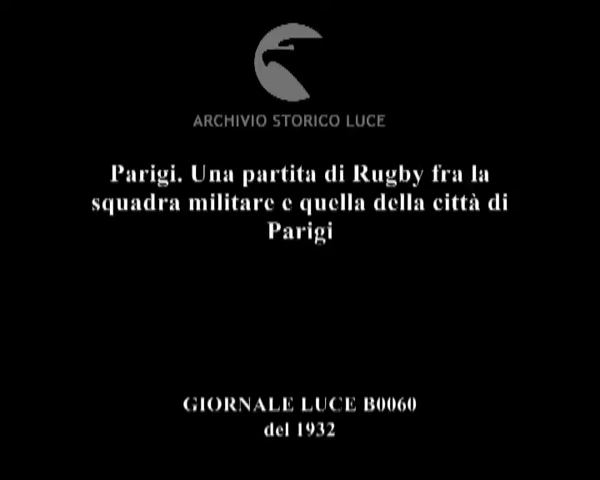 ARCHIVIO STORICO LUCE
Parigi. Una partita di Rugby fra la
squadra militare e quella della città di
Parigi
GIORNALE LUCE B0060
del 1932